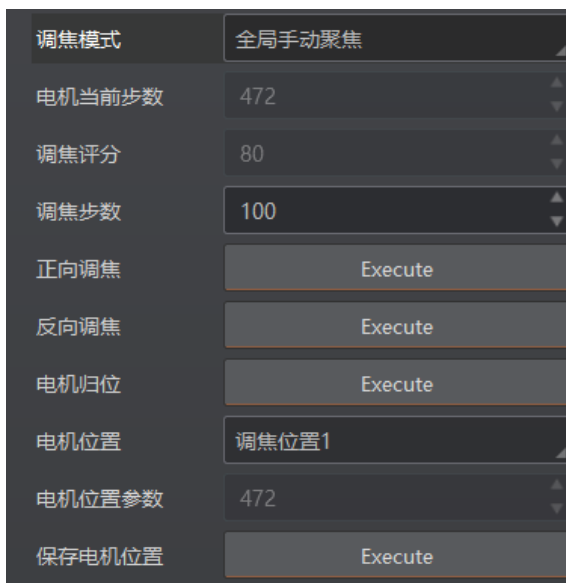 调焦模式 全局手动聚焦
电机当前步数 472
调焦评分 80
调焦步数 100
正向调焦 Execute
反向调焦 Execute
电机归位 Execute
电机位置 调焦位置1
电机位置参数 472
保存电机位置 Execute